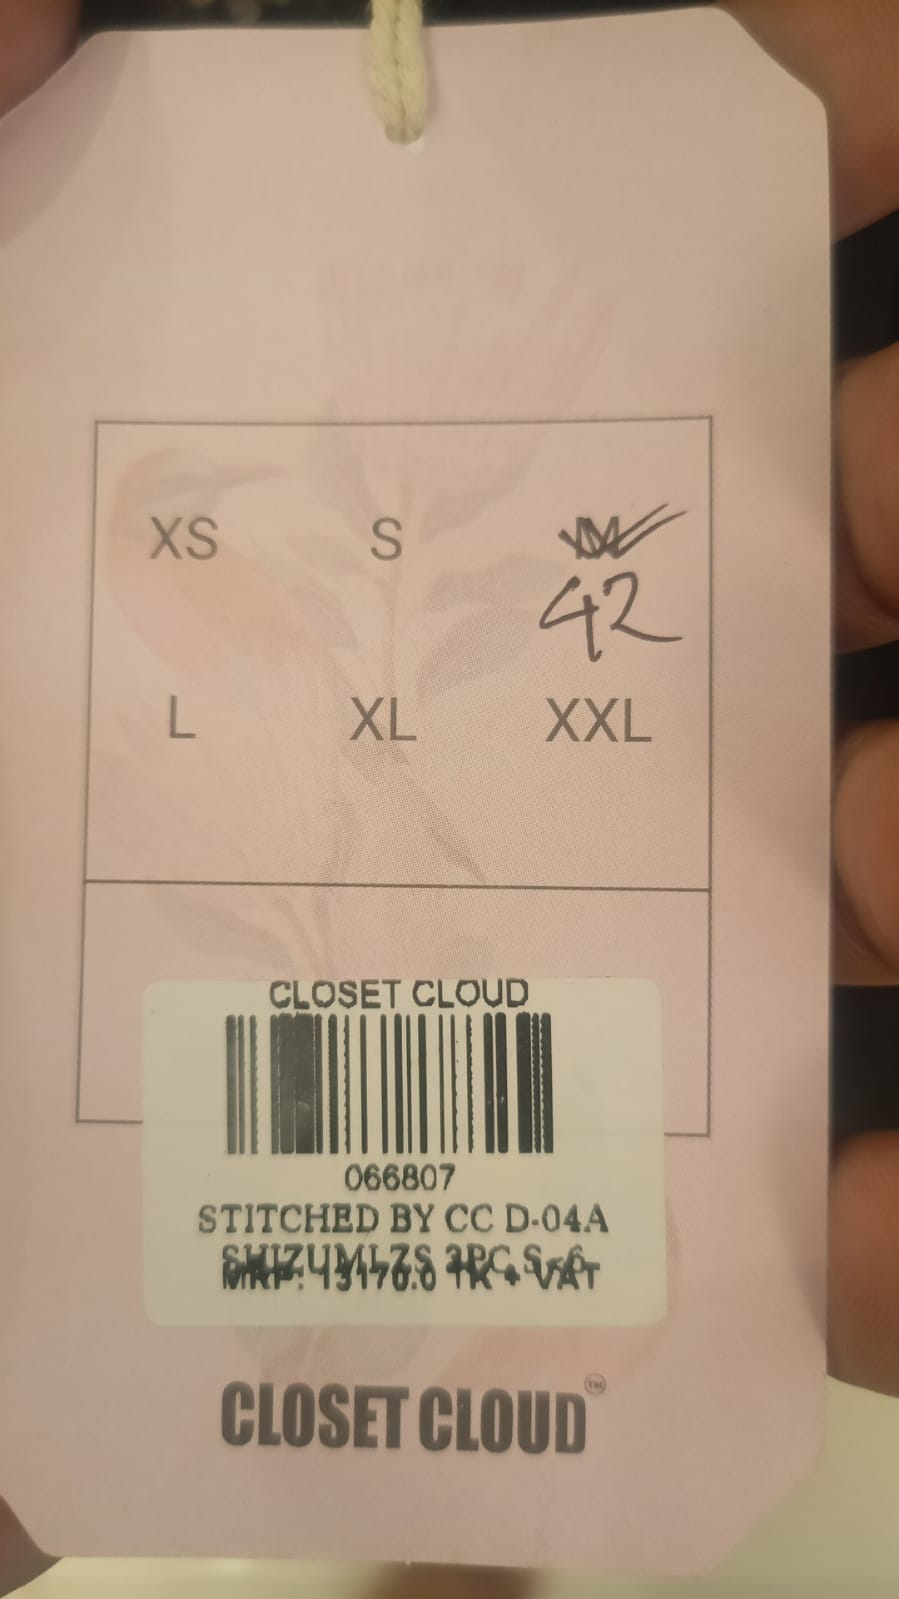 XS S M
42
L XL XXL
CLOSET CLOUD
066807
STITCHED BY CC D-04A
SHIZUMLZS 3PC
MRP: 13170.0 TK + VAT
CLOSET CLOUD™